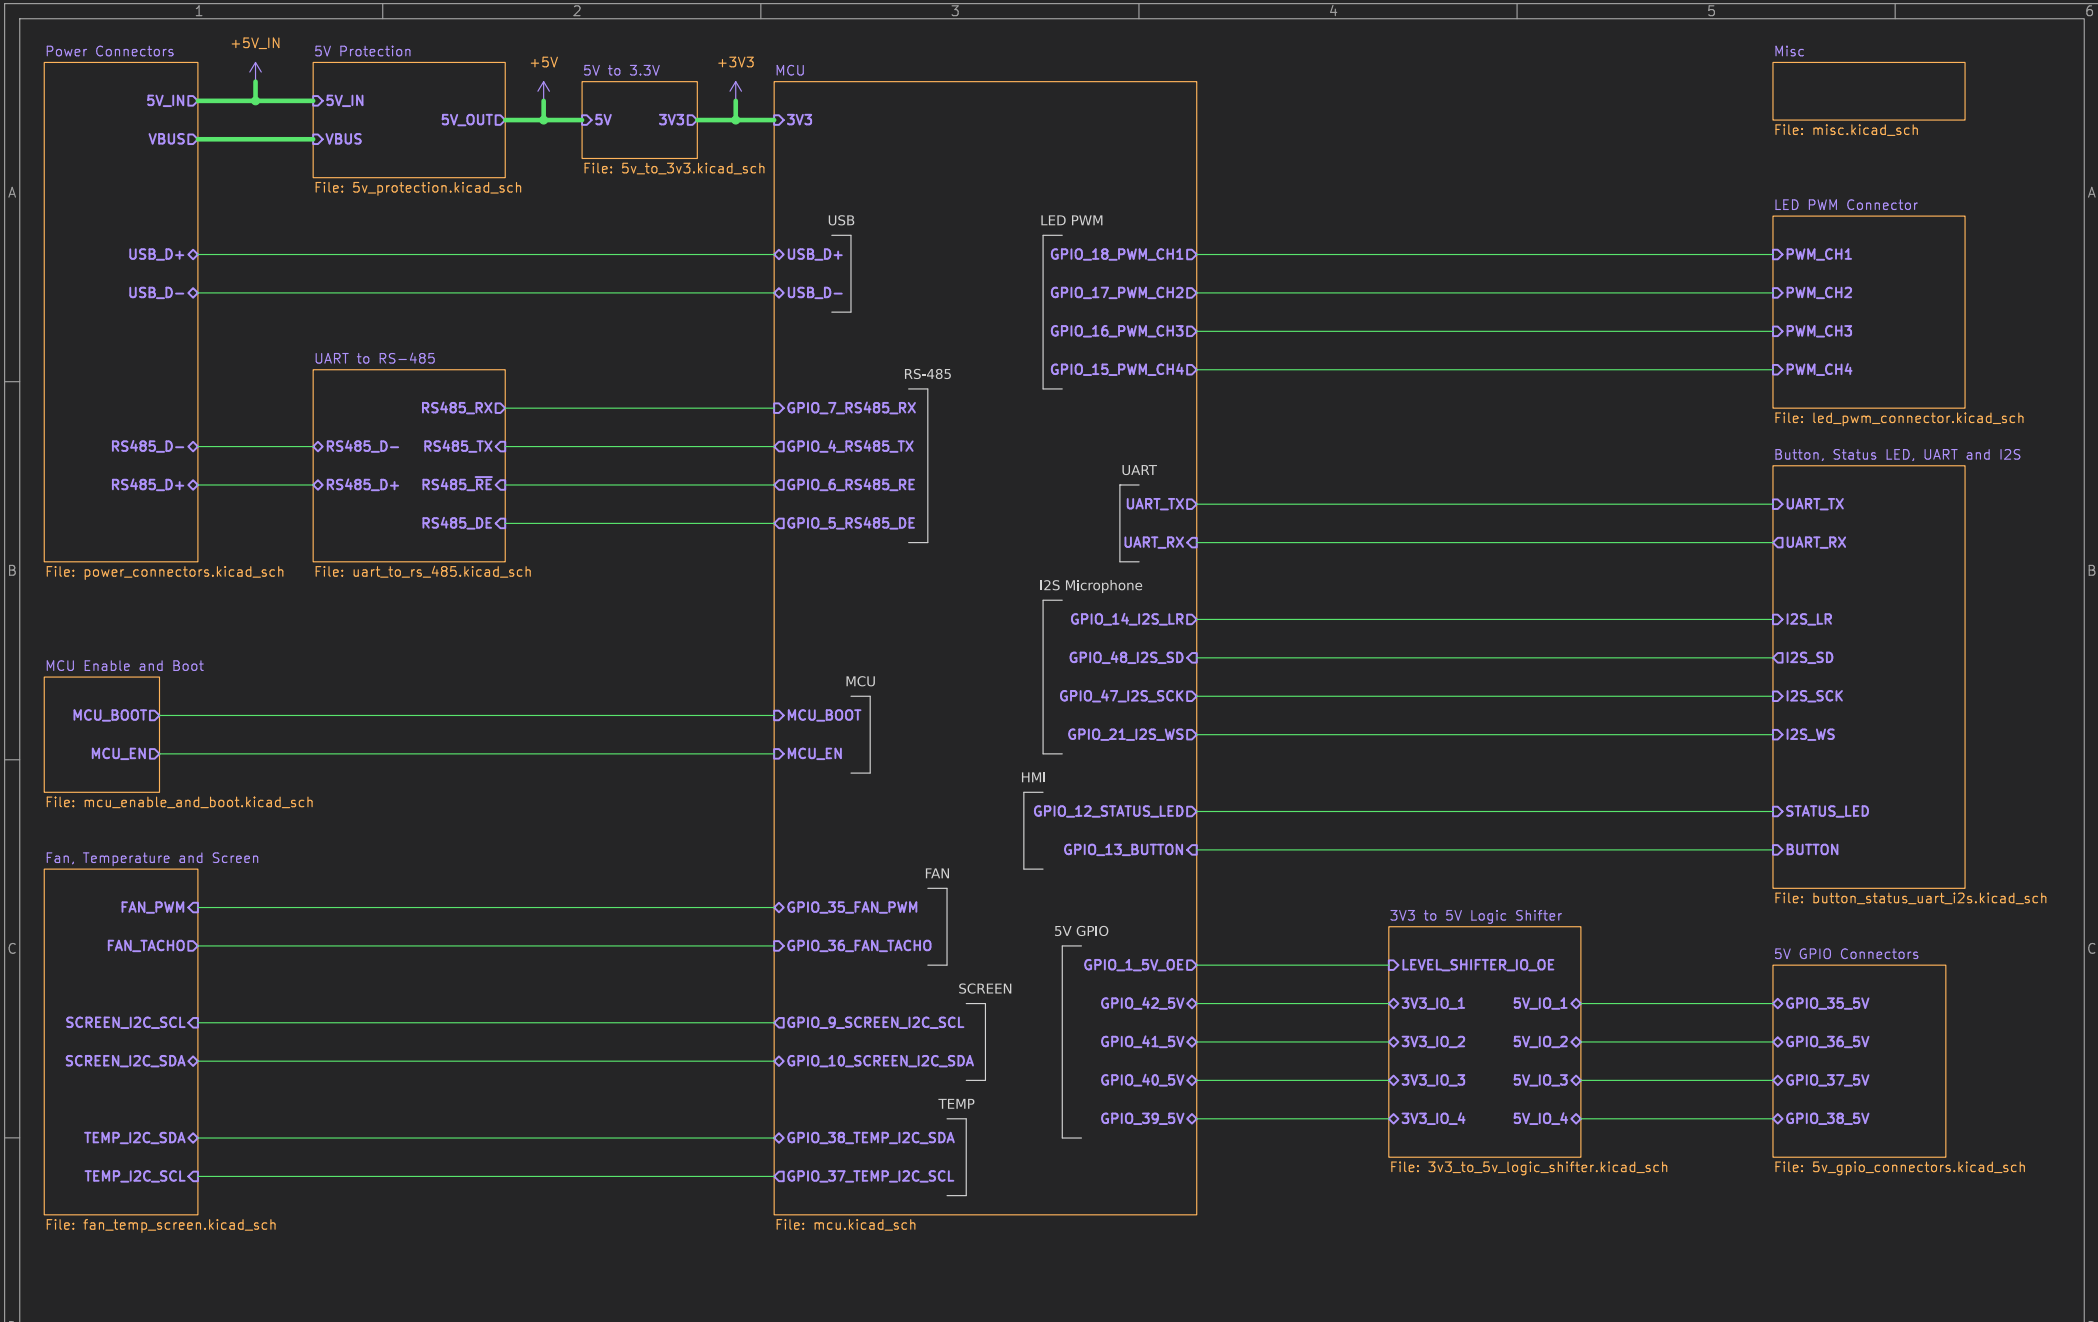 1
2
3
4
5
6
A
A
B
B
C
C
Power Connectors
+5V_IN
5V_IN
VBUS
USB_D+
USB_D-
RS485_D-
RS485_D+
File: power_connectors.kicad_sch
5V Protection
5V_IN
VBUS
5V_OUT
File: 5v_protection.kicad_sch
+5V
5V to 3.3V
5V
3V3
File: 5v_to_3v3.kicad_sch
+3V3
UART to RS-485
RS485_RX
RS485_D-
RS485_TX
RS485_D+
RS485_R̅E̅
RS485_DE
File: uart_to_rs_485.kicad_sch
MCU Enable and Boot
MCU_BOOT
MCU_EN
File: mcu_enable_and_boot.kicad_sch
Fan, Temperature and Screen
FAN_PWM
FAN_TACHO
SCREEN_I2C_SCL
SCREEN_I2C_SDA
TEMP_I2C_SDA
TEMP_I2C_SCL
File: fan_temp_screen.kicad_sch
MCU
3V3
USB
USB_D+
USB_D-
RS-485
GPIO_7_RS485_RX
GPIO_4_RS485_TX
GPIO_6_RS485_RE
GPIO_5_RS485_DE
MCU
MCU_BOOT
MCU_EN
FAN
GPIO_35_FAN_PWM
GPIO_36_FAN_TACHO
SCREEN
GPIO_9_SCREEN_I2C_SCL
GPIO_10_SCREEN_I2C_SDA
TEMP
GPIO_38_TEMP_I2C_SDA
GPIO_37_TEMP_I2C_SCL
LED PWM
GPIO_18_PWM_CH1
GPIO_17_PWM_CH2
GPIO_16_PWM_CH3
GPIO_15_PWM_CH4
UART
UART_TX
UART_RX
I2S Microphone
GPIO_14_I2S_LR
GPIO_48_I2S_SD
GPIO_47_I2S_SCK
GPIO_21_I2S_WS
HMI
GPIO_12_STATUS_LED
GPIO_13_BUTTON
5V GPIO
GPIO_1_5V_OE
GPIO_42_5V
GPIO_41_5V
GPIO_40_5V
GPIO_39_5V
File: mcu.kicad_sch
3V3 to 5V Logic Shifter
LEVEL_SHIFTER_IO_OE
3V3_IO_1
5V_IO_1
3V3_IO_2
5V_IO_2
3V3_IO_3
5V_IO_3
3V3_IO_4
5V_IO_4
File: 3v3_to_5v_logic_shifter.kicad_sch
Misc
File: misc.kicad_sch
LED PWM Connector
PWM_CH1
PWM_CH2
PWM_CH3
PWM_CH4
File: led_pwm_connector.kicad_sch
Button, Status LED, UART and I2S
UART_TX
UART_RX
I2S_LR
I2S_SD
I2S_SCK
I2S_WS
STATUS_LED
BUTTON
File: button_status_uart_i2s.kicad_sch
5V GPIO Connectors
GPIO_35_5V
GPIO_36_5V
GPIO_37_5V
GPIO_38_5V
File: 5v_gpio_connectors.kicad_sch